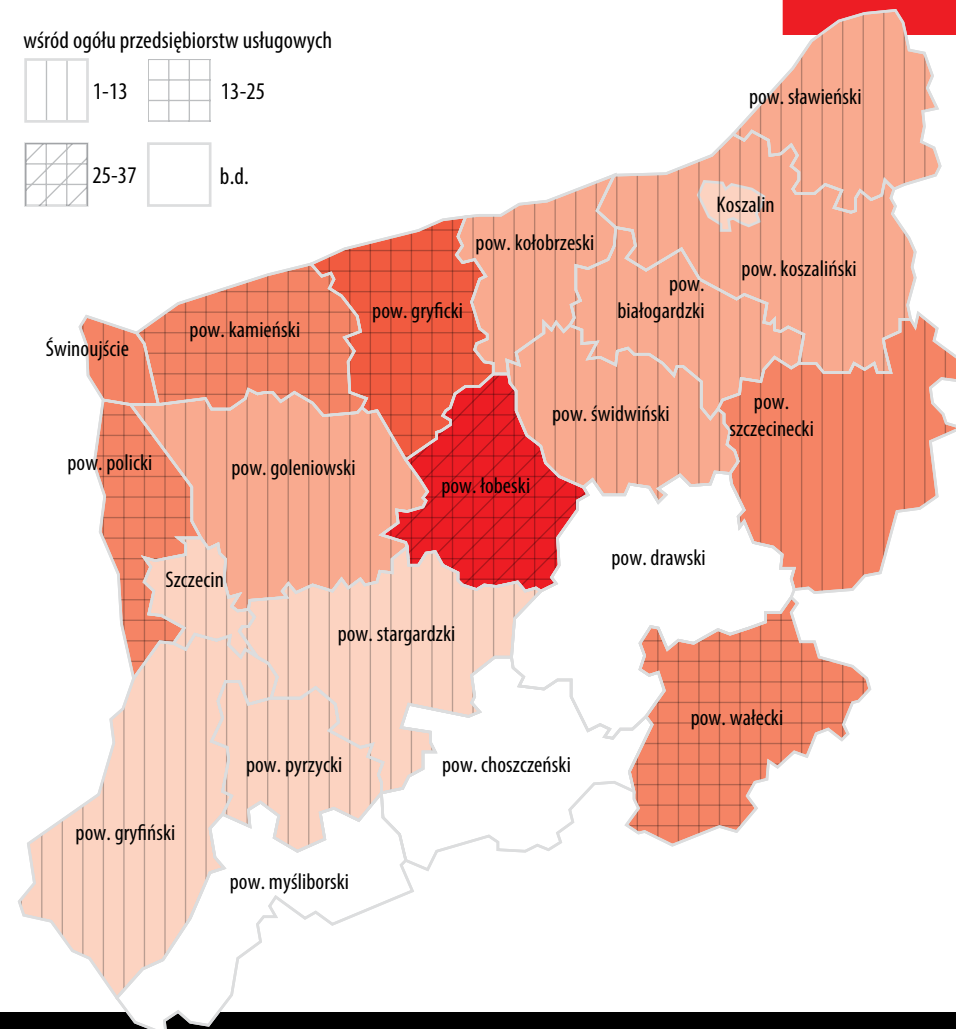 wśród ogółu przedsiębiorstw usługowych
1-13
13-25
25-37
b.d.
pow. sławieński
Koszalin
pow. kołobrzeski
pow. koszaliński
pow.
białogardzki
pow. gryficki
pow. kamieński
Świnoujście
pow. świdwiński
pow.
szczecinecki
pow. policki
pow. goleniowski
pow. łobeski
pow. drawski
Szczecin
pow. stargardzki
pow. wałecki
pow. pyrzycki
pow. choszczeński
pow. gryfiński
pow. myśliborski